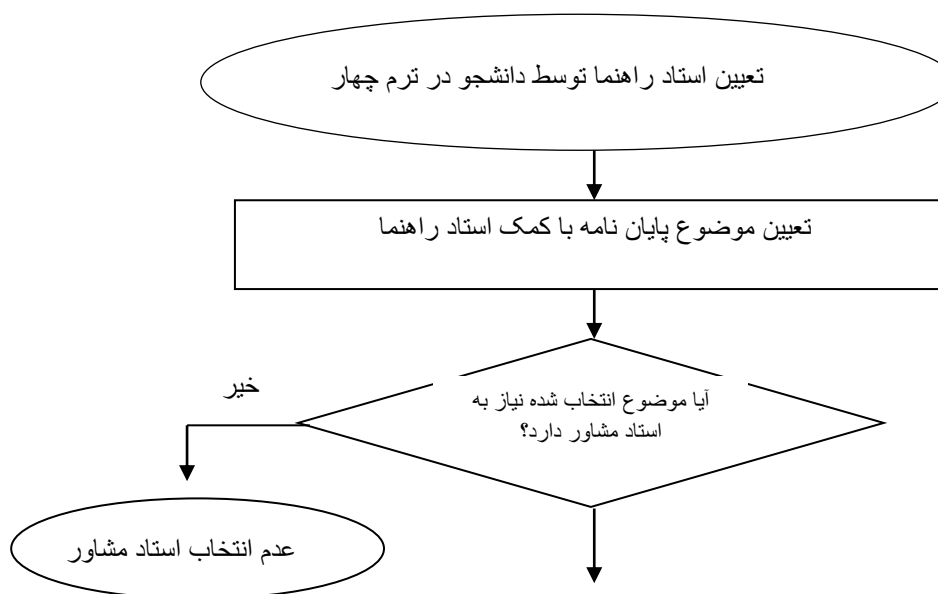 تعیین استاد راهنما توسط دانشجو در ترم چهار
تعیین موضوع پایان نامه با کمک استاد راهنما
آیا موضوع انتخاب شده نیاز به
استاد مشاور دارد؟
خیر
عدم انتخاب استاد مشاور